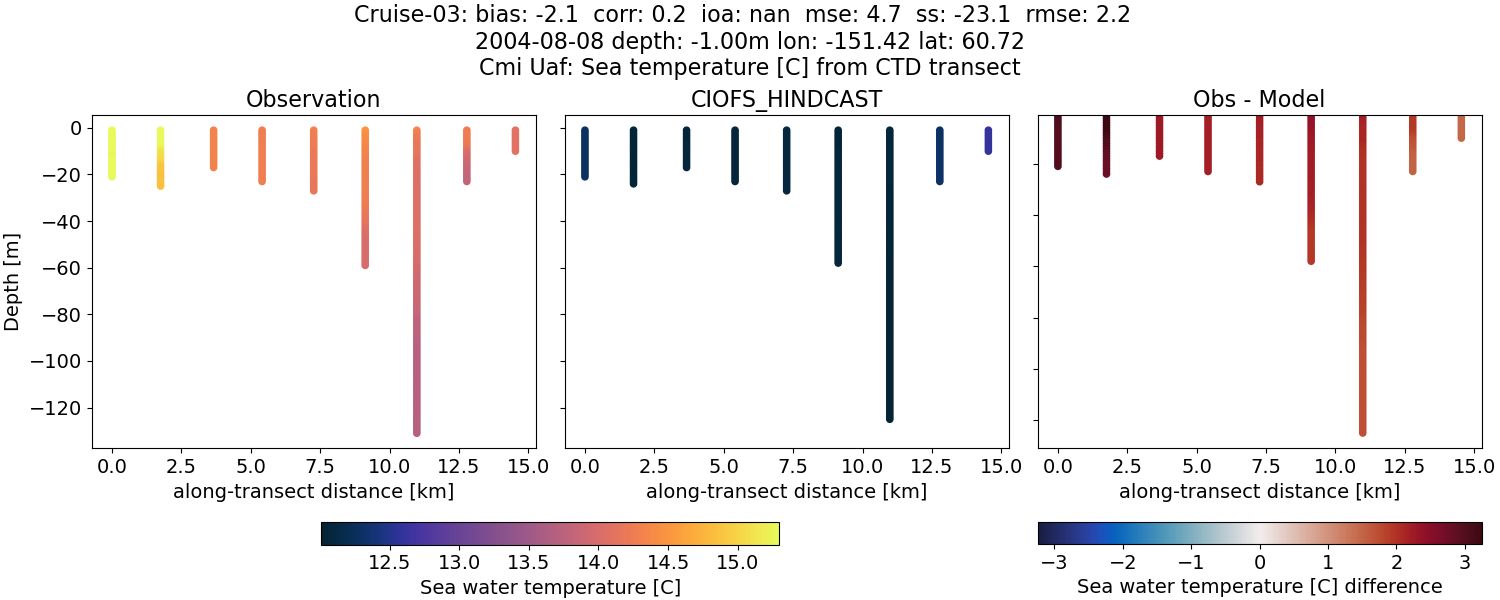 Cruise-03: bias: -2.1  corr: 0.2  ioa: nan  mse: 4.7  ss: -23.1  rmse: 2.2
2004-08-08 depth: -1.00m lon: -151.42 lat: 60.72
Cmi Uaf: Sea temperature [C] from CTD transect
Observation
CIOFS_HINDCAST
Obs - Model
Depth [m]
0
−20
−40
−60
−80
−100
−120
0.0 2.5 5.0 7.5 10.0 12.5 15.0
0.0 2.5 5.0 7.5 10.0 12.5 15.0
0.0 2.5 5.0 7.5 10.0 12.5 15.0
along-transect distance [km]
along-transect distance [km]
along-transect distance [km]
12.5 13.0 13.5 14.0 14.5 15.0
Sea water temperature [C]
−3 −2 −1 0 1 2 3
Sea water temperature [C] difference